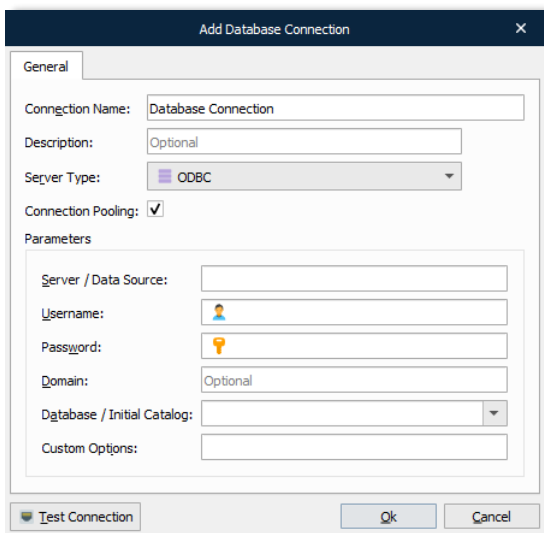 Add Database Connection
General
Connection Name: Database Connection
Description: Optional
Server Type: ODBC
Connection Pooling:
Parameters
Server / Data Source:
Username:
Password:
Domain: Optional
Database / Initial Catalog:
Custom Options:
Test Connection Ok Cancel